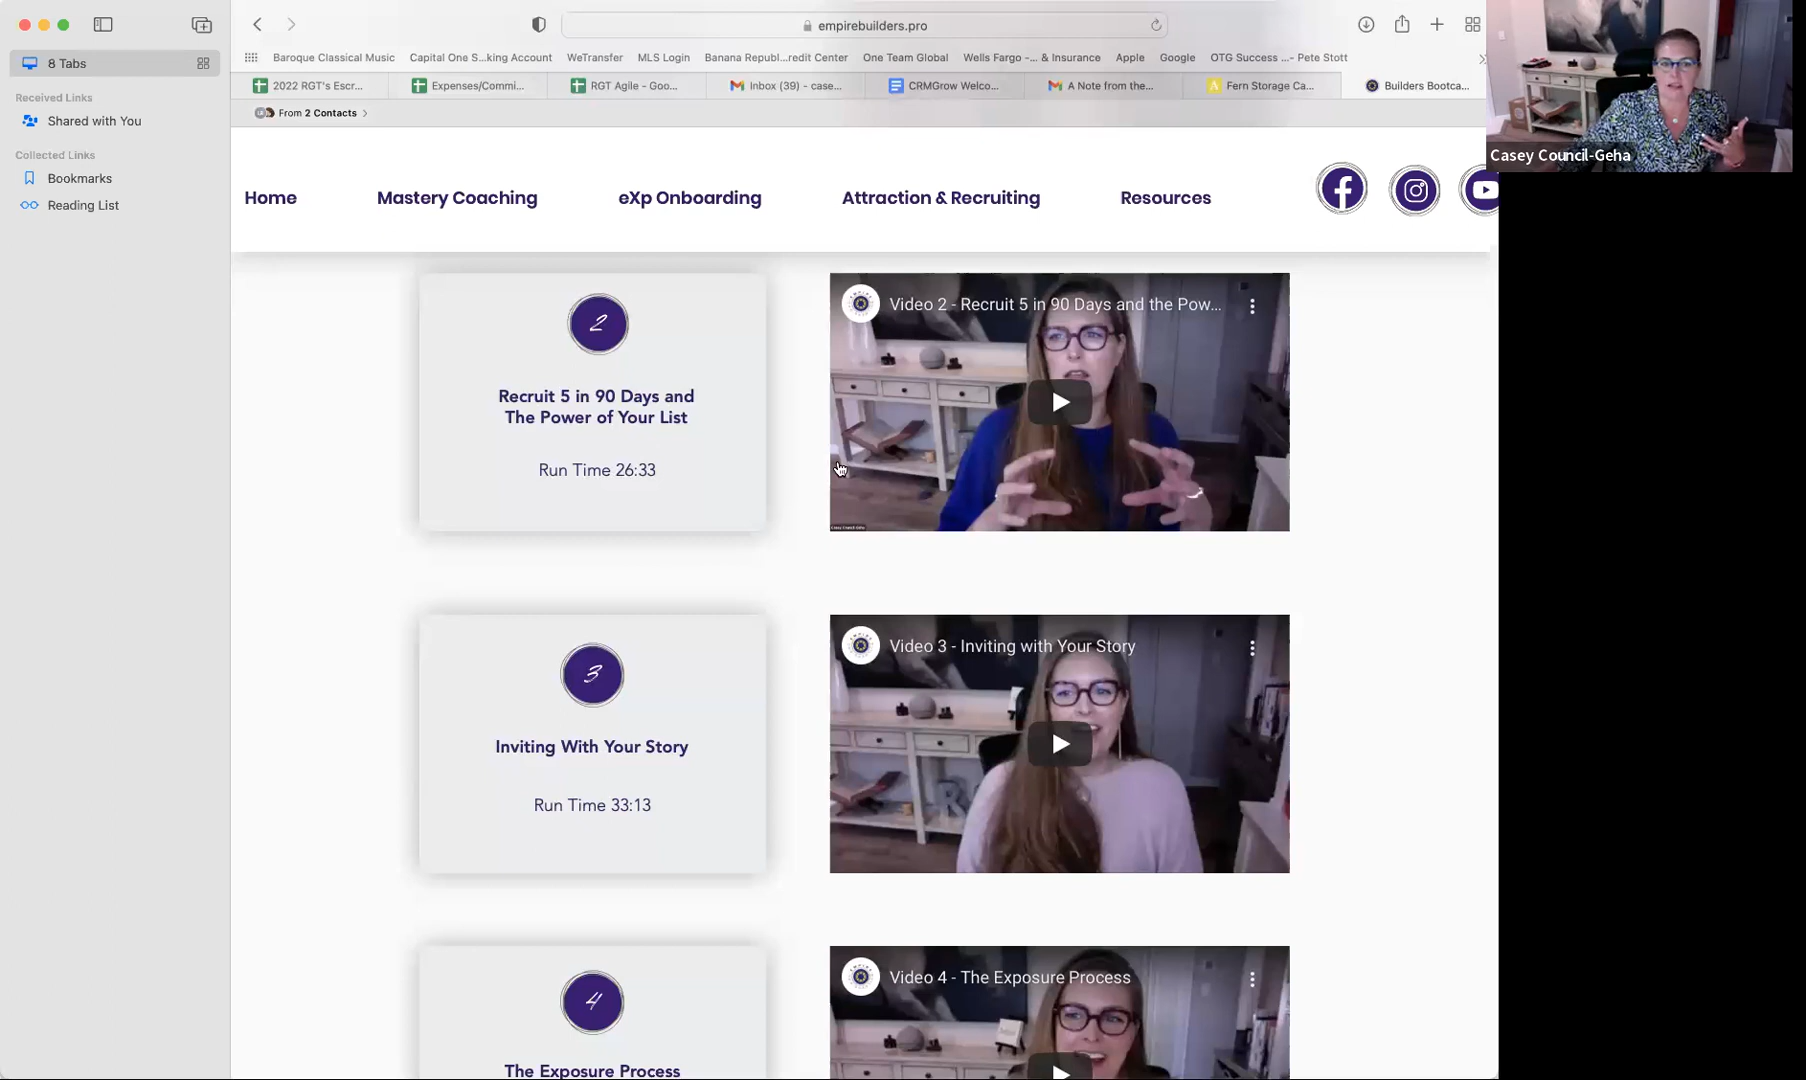 8 Tabs
Received Links
Shared with You
Collected Links
Bookmarks
Reading List
empirebuilders.pro
Baroque Classical Music
Capital One S...king Account
WeTransfer
MLS Login
Banana Republ...redit Center
One Team Global
Wells Fargo -... & Insurance
Apple
Google
OTG Success ...- Pete Stott
2022 RGT's Escr...
Expenses/Commi...
RGT Agile - Goo...
Inbox (39) - case...
CRMGrow Welco...
A Note from the...
Fern Storage Ca...
Builders Bootca...
From 2 Contacts >
Casey Council-Geha
Home
Mastery Coaching
eXp Onboarding
Attraction & Recruiting
Resources
2
Recruit 5 in 90 Days and
The Power of Your List
Run Time 26:33
Video 2 - Recruit 5 in 90 Days and the Pow...
3
Inviting With Your Story
Run Time 33:13
Video 3 - Inviting with Your Story
4
The Exposure Process
Video 4 - The Exposure Process